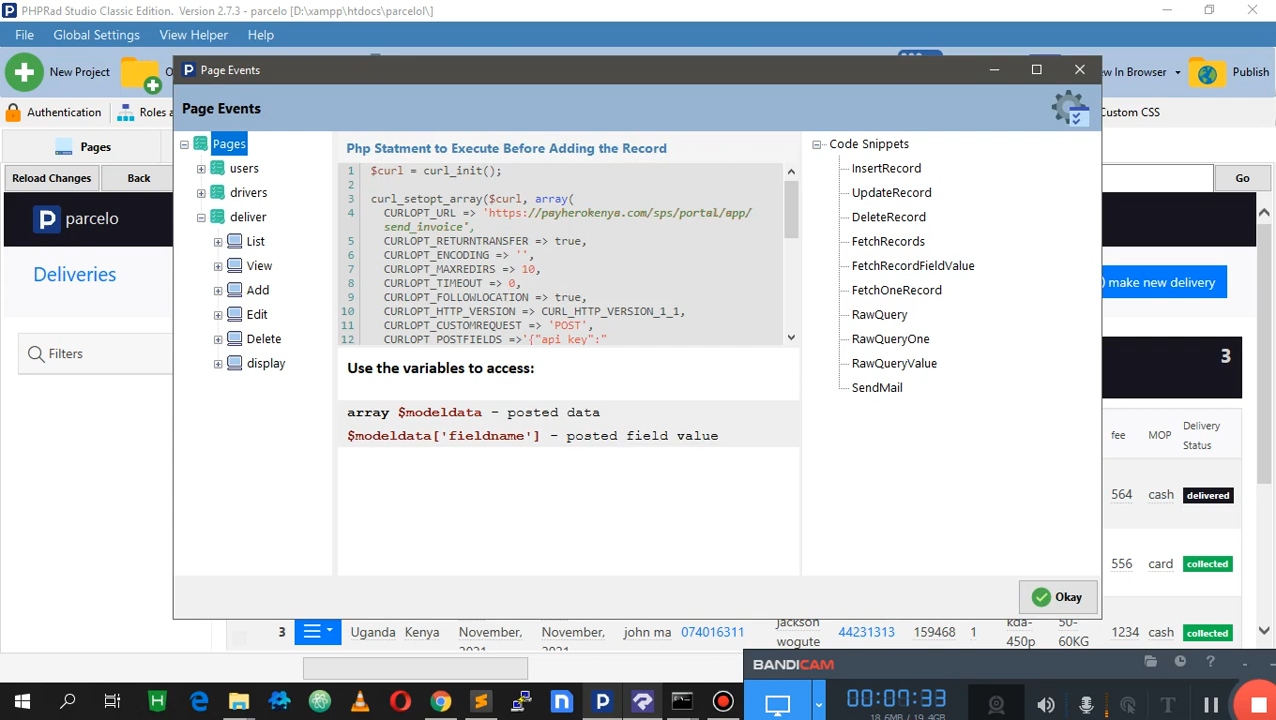 PHPRad Studio Classic Edition. Version 2.7.3 - parcelo [D:\xampp\htdocs\parcelol\]
File Global Settings View Helper Help
New Project
Page Events
In Browser
Publish
Authentication
Roles a
Page Events
Custom CSS
Pages
Reload Changes
Back
Go
parcelo
Deliveries
Filters
Pages
users
drivers
deliver
List
View
Add
Edit
Delete
display
Php Statment to Execute Before Adding the Record
1 $curl = curl_init();
2
3 curl_setopt_array($curl, array(
4 CURLOPT_URL => 'https://payherokenya.com/sps/portal/app/
send_invoice',
5 CURLOPT_RETURNTRANSFER => true,
6 CURLOPT_ENCODING => '',
7 CURLOPT_MAXREDIRS => 10,
8 CURLOPT_TIMEOUT => 0,
9 CURLOPT_FOLLOWLOCATION => true,
10 CURLOPT_HTTP_VERSION => CURL_HTTP_VERSION_1_1,
11 CURLOPT_CUSTOMREQUEST => 'POST',
12 CURLOPT_POSTFIELDS =>'{"api_key":"
Use the variables to access:
array $modeldata - posted data
$modeldata['fieldname'] - posted field value
Code Snippets
InsertRecord
UpdateRecord
DeleteRecord
FetchRecords
FetchRecordFieldValue
FetchOneRecord
RawQuery
RawQueryOne
RawQueryValue
SendMail
Okay
make new delivery
3
fee MOP Delivery
Status
564 cash delivered
556 card collected
3 Uganda Kenya November, 2021 November, 2021 john ma 074016311 jackson wogute 44231313 159468 1 kda-450p 50-60KG 1234 cash collected
BANDICAM
00:07:33
18.6MB / 19.4GB